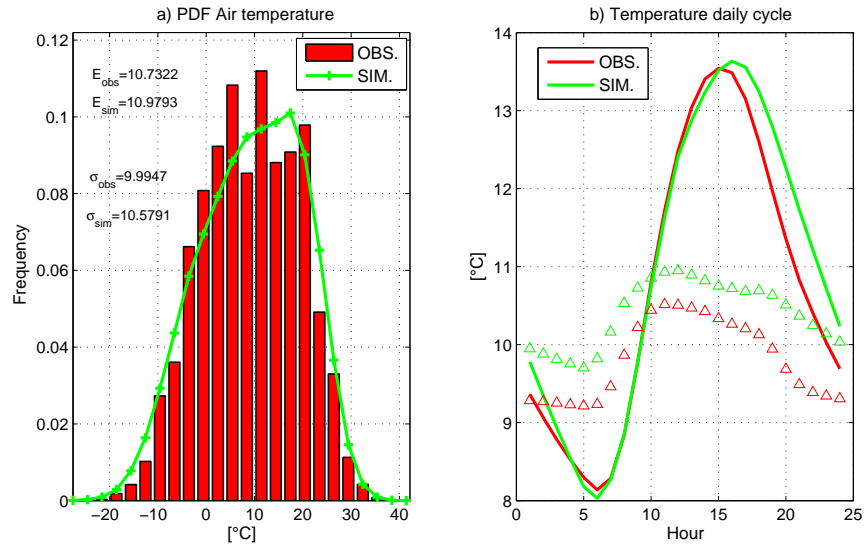 a) PDF Air temperature
0.12
0.1
0.08
0.06
0.04
0.02
0
Frequency
E_obs=10.7322
E_sim=10.9793
σ_obs=9.9947
σ_sim=10.5791
OBS.
SIM.
−20 −10 0 10 20 30 40
[°C]
b) Temperature daily cycle
14
13
12
11
10
9
8
[°C]
OBS.
SIM.
0 5 10 15 20 25
Hour